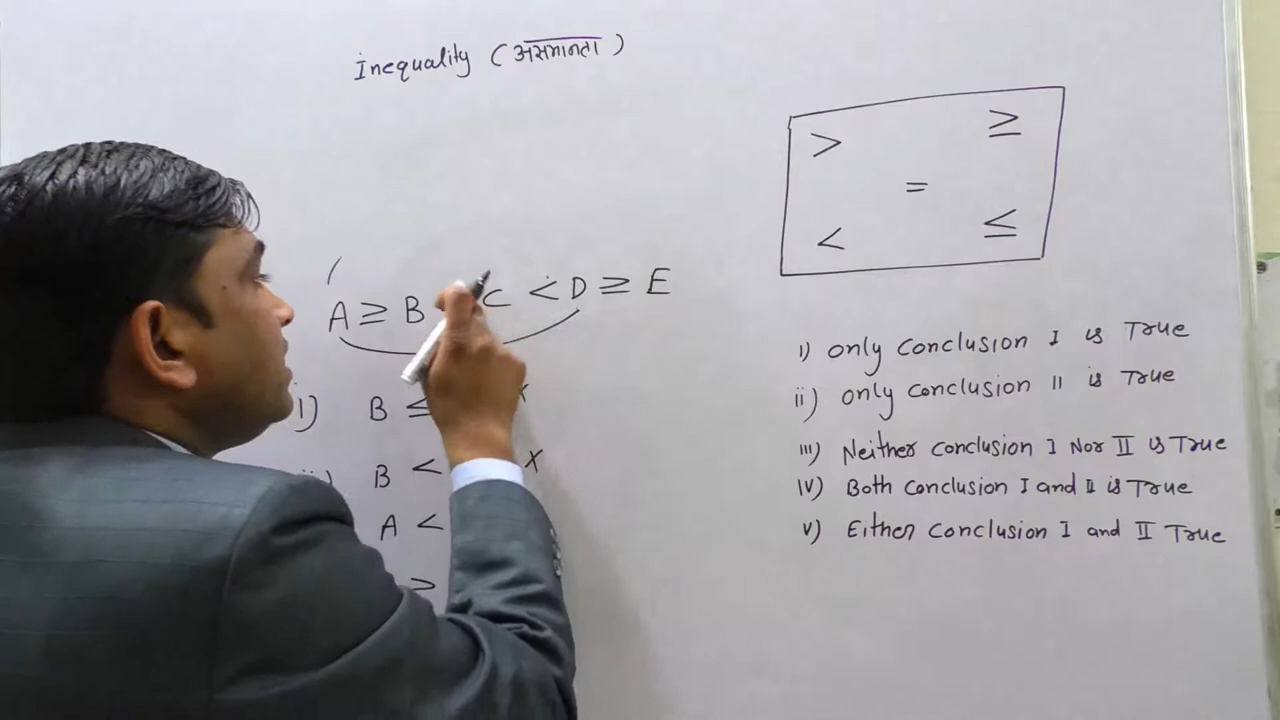 Inequality (असमानता)
> ≥
=
< ≤
A ≥ B C < D ≥ E
1) B ≤ x
B < x
A <
>
i) only conclusion I is True
ii) only conclusion II is True
iii) Neither conclusion I Nor II is True
iv) Both conclusion I and II is True
v) Either conclusion I and II True